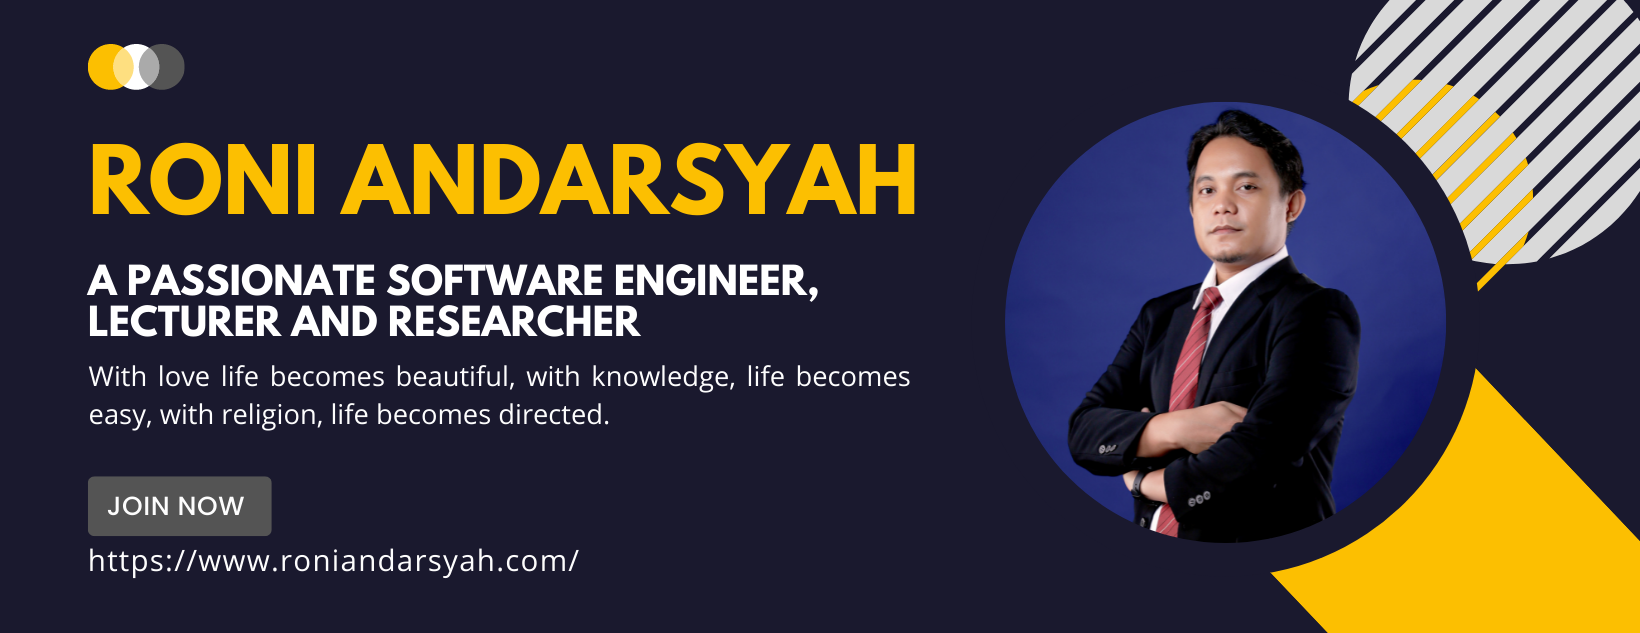 RONI ANDARSYAH
A PASSIONATE SOFTWARE ENGINEER,
LECTURER AND RESEARCHER
With love life becomes beautiful, with knowledge, life becomes
easy, with religion, life becomes directed.
JOIN NOW
https://www.roniandarsyah.com/